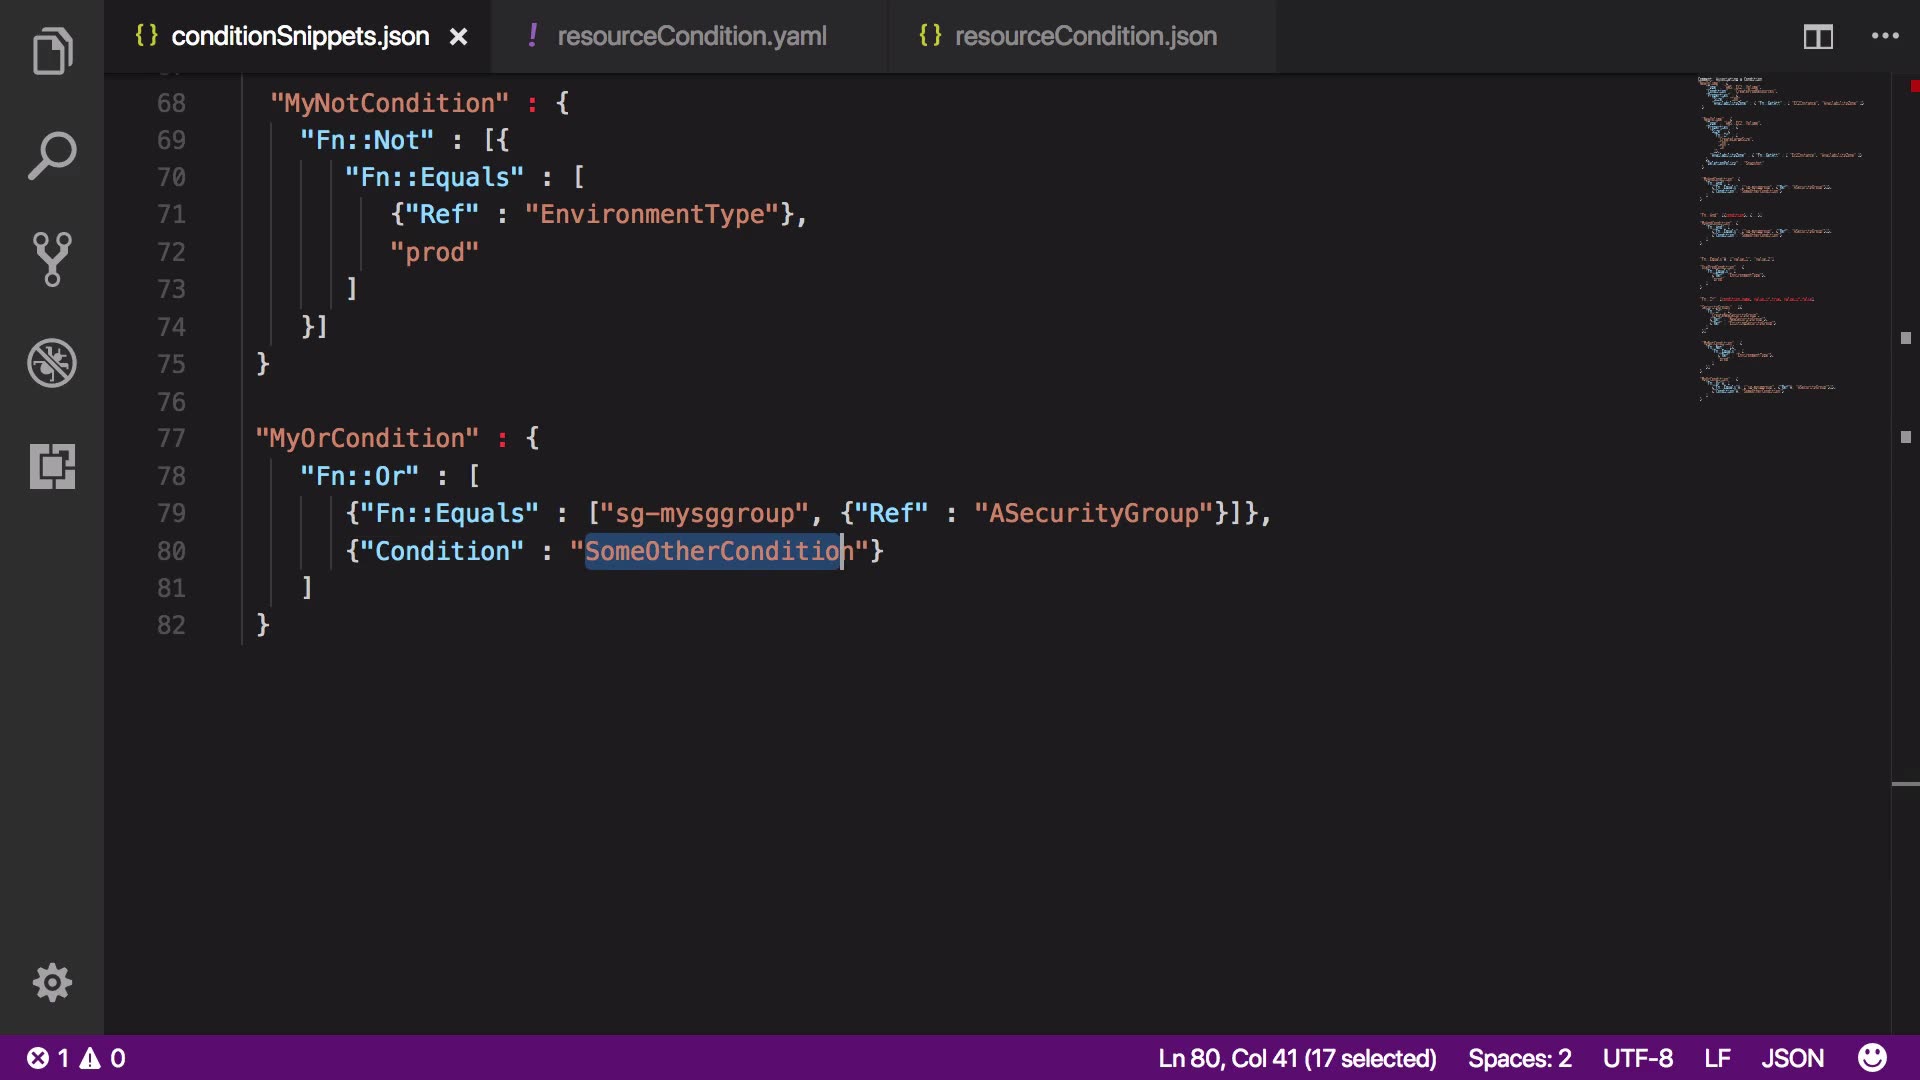 conditionSnippets.json
resourceCondition.yaml
resourceCondition.json
68 "MyNotCondition" : {
69 "Fn::Not" : [{
70 "Fn::Equals" : [
71 {"Ref" : "EnvironmentType"},
72 "prod"
73 ]
74 }]
75 }
76
77 "MyOrCondition" : {
78 "Fn::Or" : [
79 {"Fn::Equals" : ["sg-mysggroup", {"Ref" : "ASecurityGroup"}]},
80 {"Condition" : "SomeOtherCondition"}
81 ]
82 }
1 0 Ln 80, Col 41 (17 selected) Spaces: 2 UTF-8 LF JSON